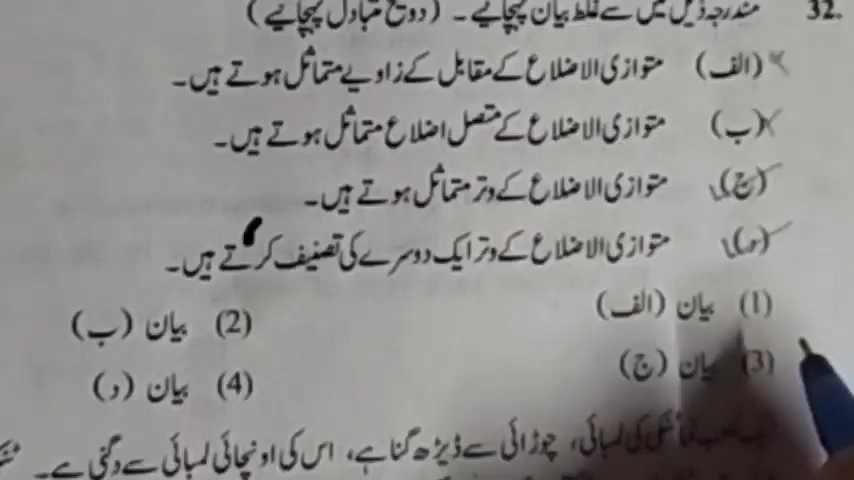 32. مندرجہ ذیل میں سے غلط بیان پہچانیے ۔ (دو صحیح متبادل پہچانیے)
(الف) متوازی الاضلاع کے مقابل کے زاویے متماثل ہوتے ہیں۔
(ب) متوازی الاضلاع کے متصل اضلاع متماثل ہوتے ہیں۔
(ج) متوازی الاضلاع کے وتر متماثل ہوتے ہیں۔
(د) متوازی الاضلاع کے وتر ایک دوسرے کی تصنیف کرتے ہیں۔
(1) بیان (الف) (2) بیان (ب)
(3) بیان (ج) (4) بیان (د)
کی لمبائی، چوڑائی سے ڈیڑھ گنا ہے، اس کی اونچائی لمبائی سے دگنی ہے۔